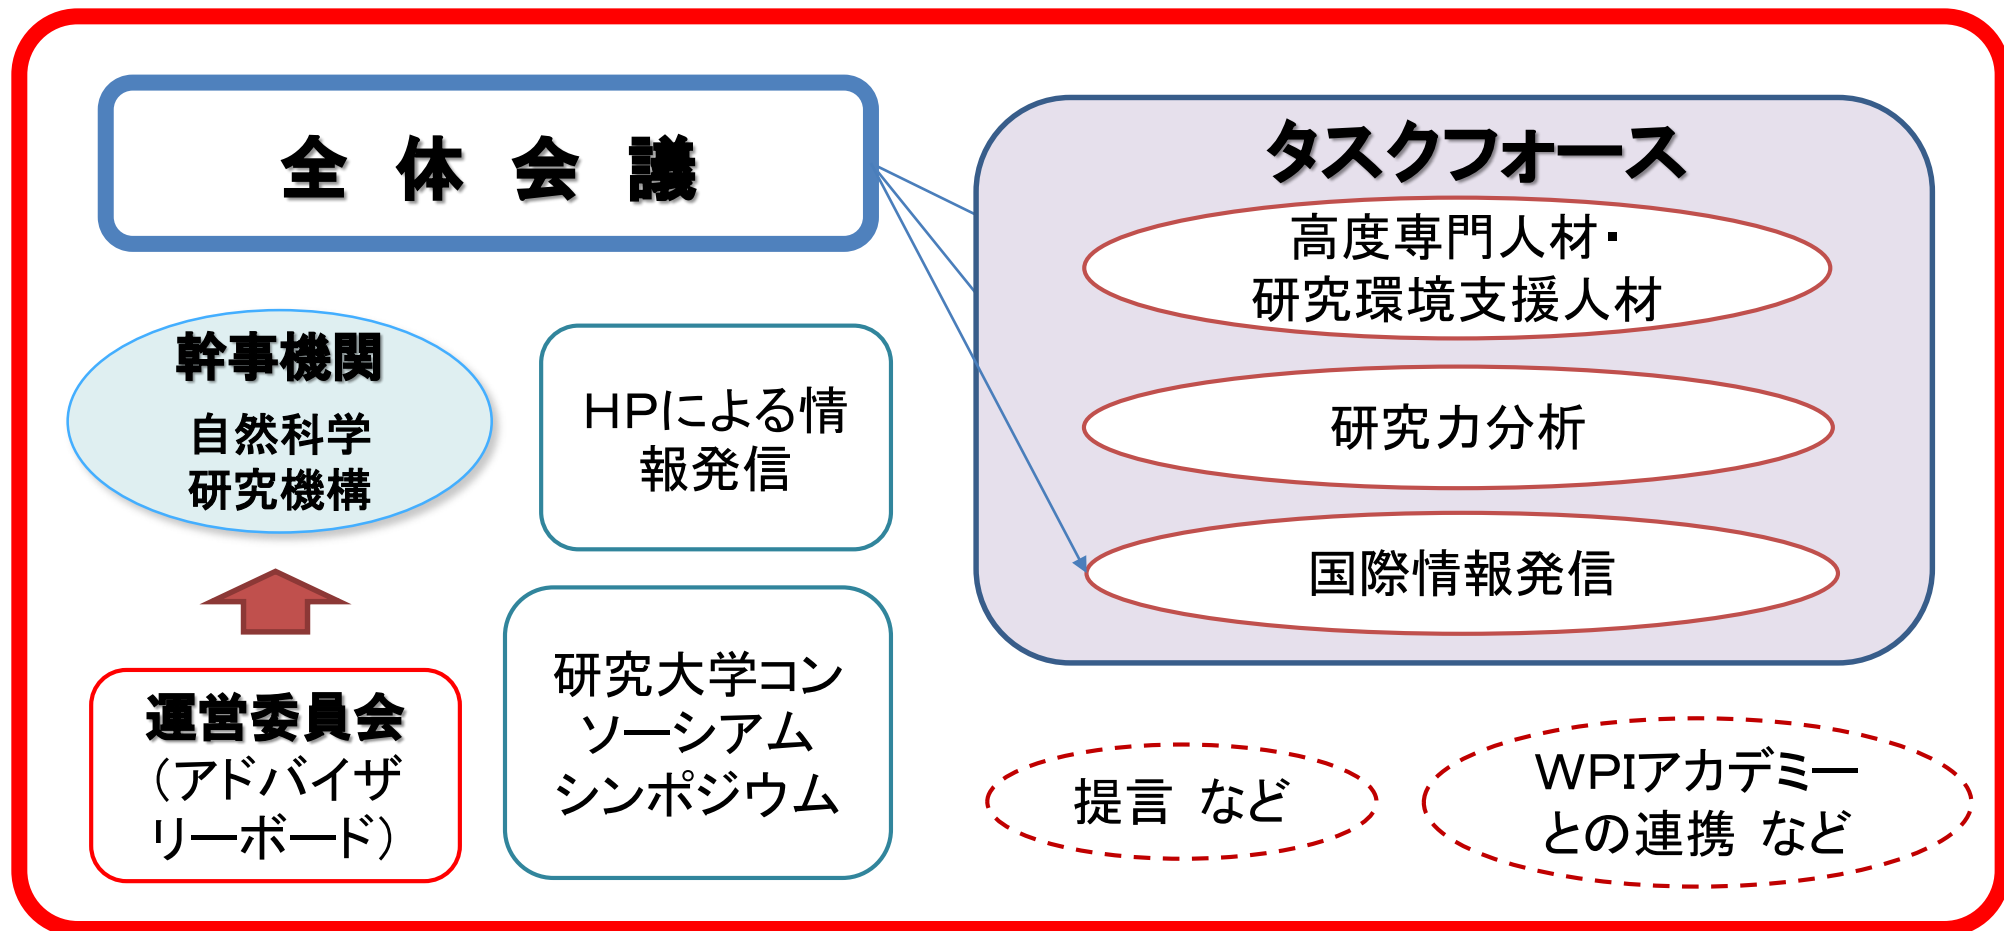 全　体　会　議
タスクフォース
高度専門人材・
研究環境支援人材
研究力分析
国際情報発信
幹事機関
自然科学
研究機構
HPによる情
報発信
運営委員会
（アドバイザ
リーボード）
研究大学コン
ソーシアム
シンポジウム
提言　など
WPIアカデミー
との連携　など